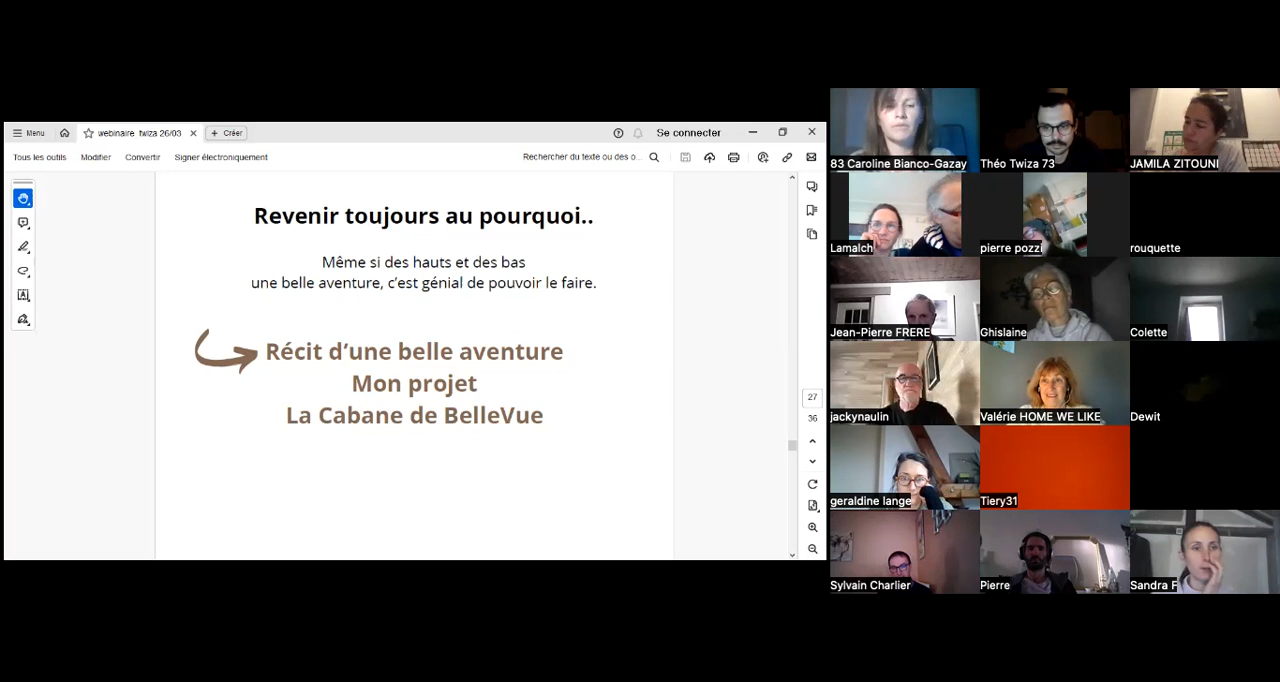 Menu
webinaire twiza 26/03
Créer
Se connecter
Tous les outils
Modifier
Convertir
Signer électroniquement
Rechercher du texte ou des o...
Revenir toujours au pourquoi..
Même si des hauts et des bas
une belle aventure, c’est génial de pouvoir le faire.
Récit d’une belle aventure
Mon projet
La Cabane de BelleVue
27
36
83 Caroline Bianco-Gazay
Théo Twiza 73
JAMILA ZITOUNI
Lamalch
pierre pozzi
rouquette
Jean-Pierre FRERE
Ghislaine
Colette
jackynaulin
Valérie HOME WE LIKE
Dewit
geraldine lange
Tiery31
Sylvain Charlier
Pierre
Sandra F